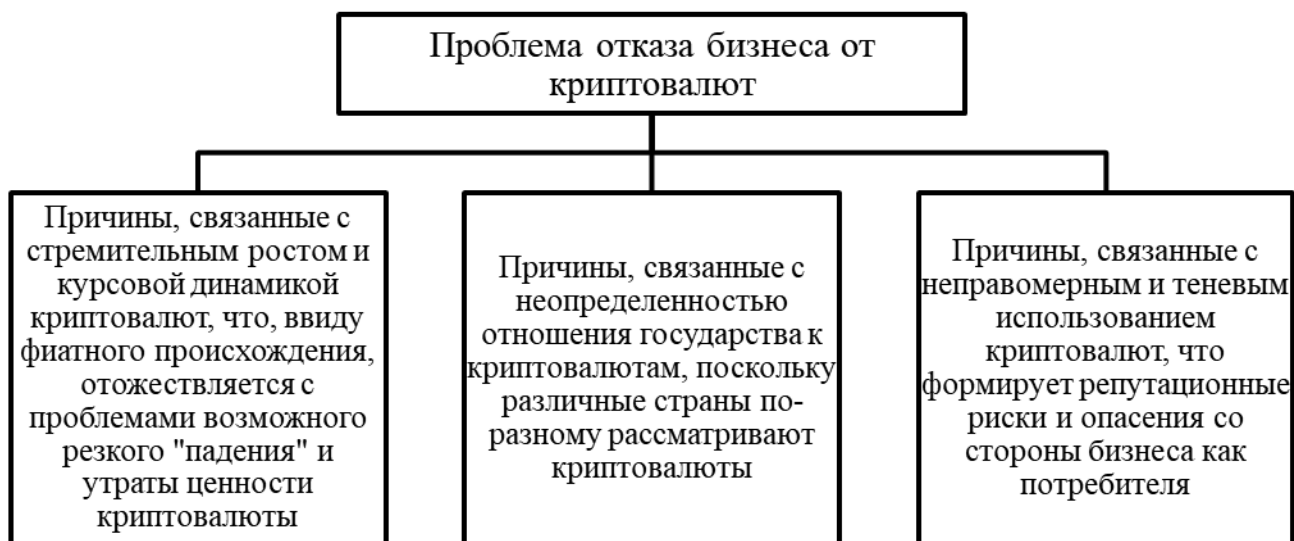 Проблема отказа бизнеса от
криптовалют
Причины, связанные с
стремительным ростом и
курсовой динамикой
криптовалют, что, ввиду
фиатного происхождения,
отожествляется с
проблемами возможного
резкого "падения" и
утраты ценности
криптовалюты
Причины, связанные с
неопределенностью
отношения государства к
криптовалютам, поскольку
различные страны по-
разному рассматривают
криптовалюты
Причины, связанные с
неправомерным и теневым
использованием
криптовалют, что
формирует репутационные
риски и опасения со
стороны бизнеса как
потребителя